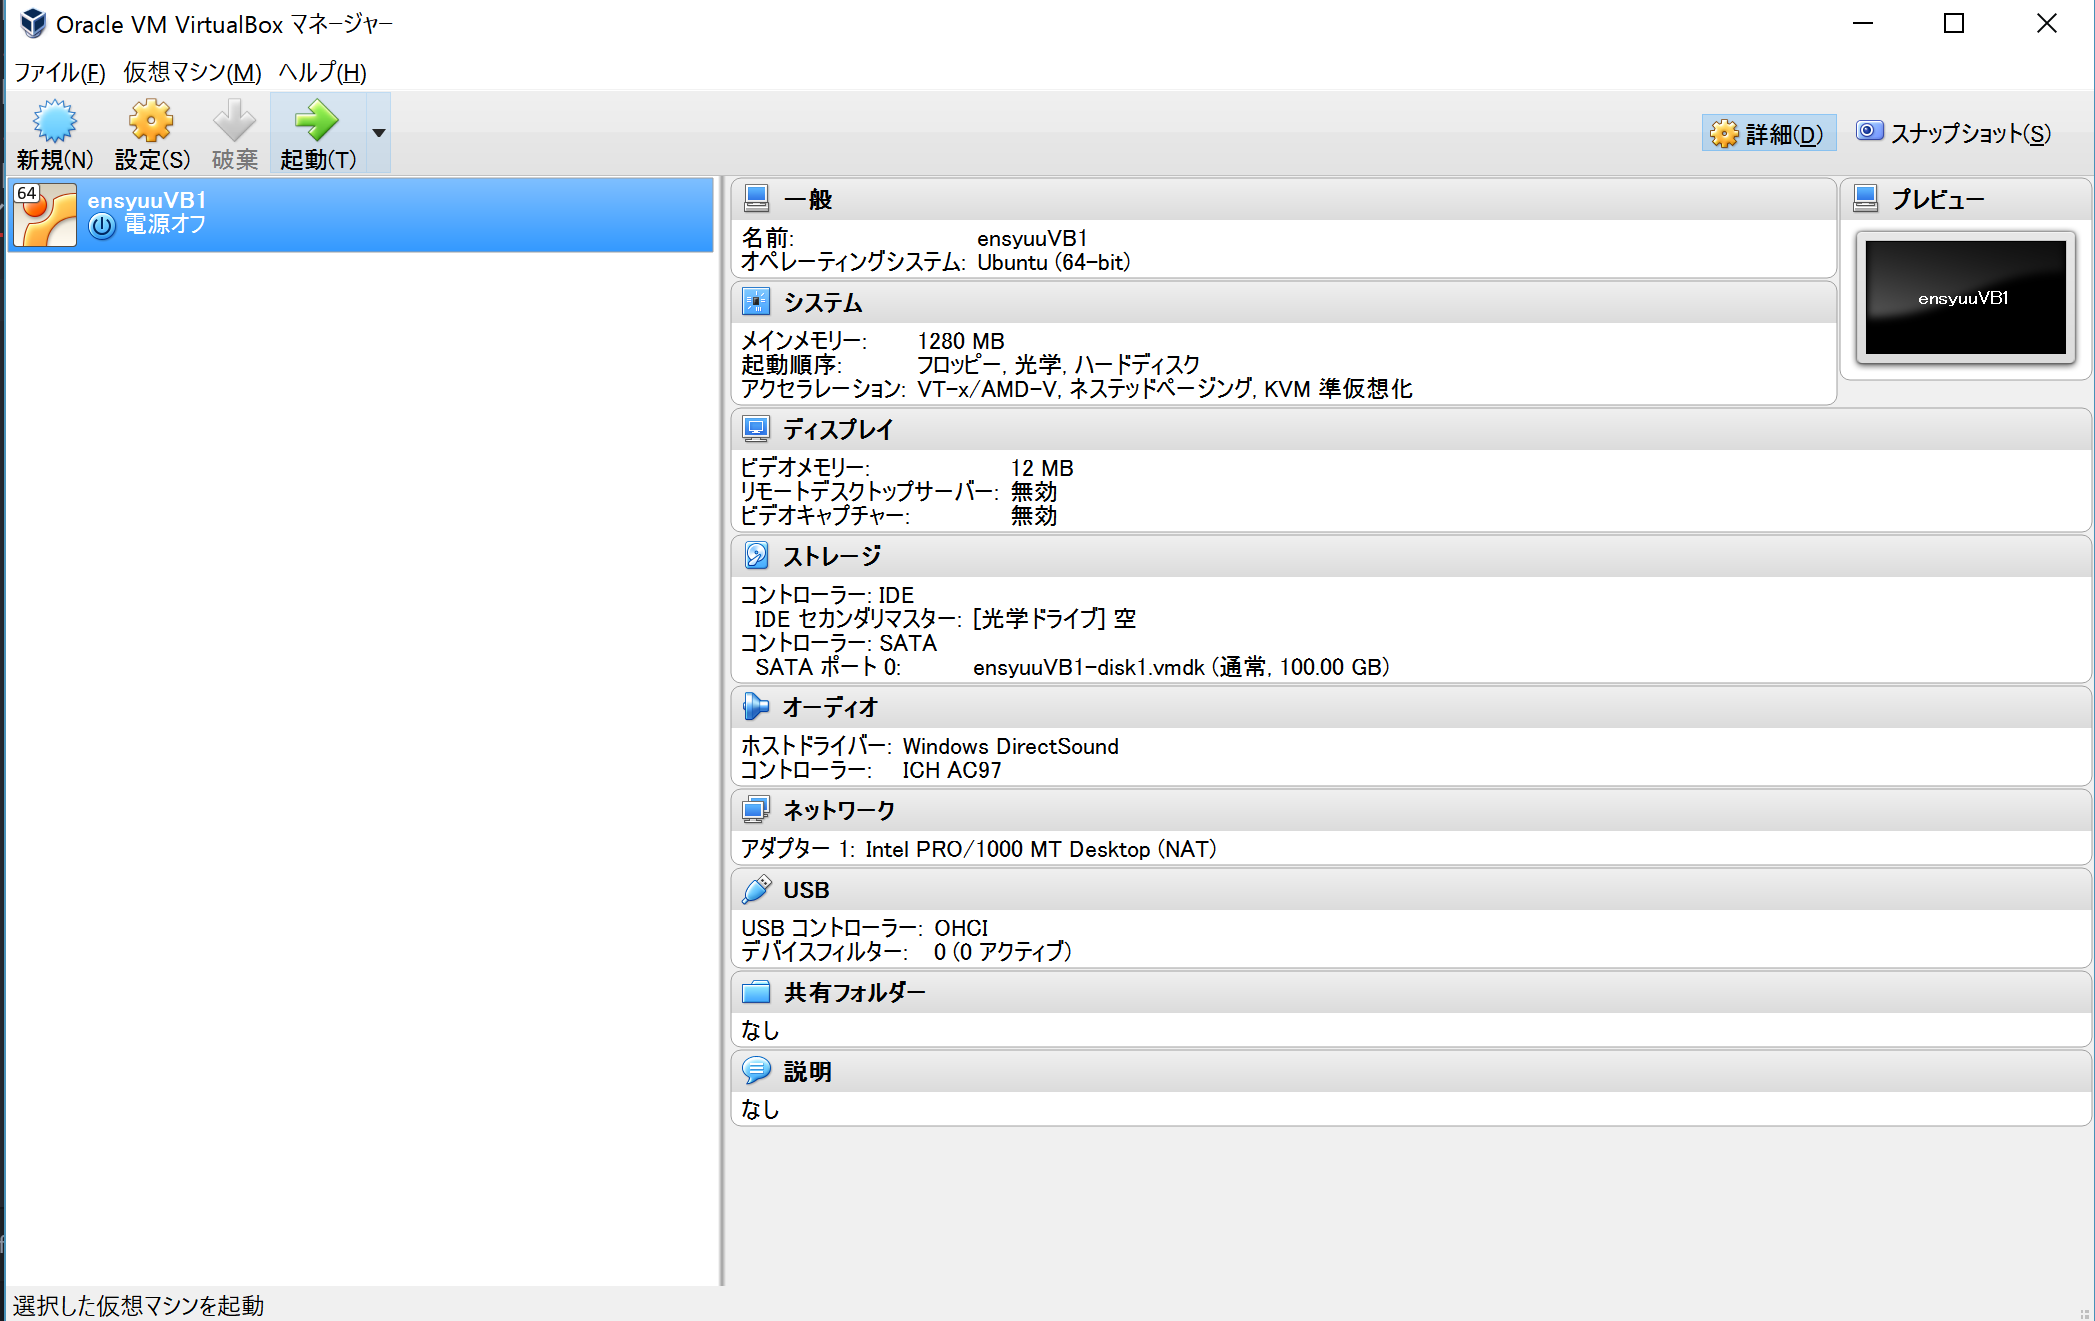 Oracle VM VirtualBox マネージャー
ファイル(F) 仮想マシン(M) ヘルプ(H)
新規(N) 設定(S) 破棄 起動(T)
詳細(D) スナップショット(S)
64
ensyuuVB1
電源オフ
一般
名前: ensyuuVB1
オペレーティングシステム: Ubuntu (64-bit)
システム
メインメモリー: 1280 MB
起動順序: フロッピー, 光学, ハードディスク
アクセラレーション: VT-x/AMD-V, ネステッドページング, KVM 準仮想化
プレビュー
ensyuuVB1
ディスプレイ
ビデオメモリー: 12 MB
リモートデスクトップサーバー: 無効
ビデオキャプチャー: 無効
ストレージ
コントローラー: IDE
IDE セカンダリマスター: [光学ドライブ] 空
コントローラー: SATA
SATA ポート 0: ensyuuVB1-disk1.vmdk (通常, 100.00 GB)
オーディオ
ホストドライバー: Windows DirectSound
コントローラー: ICH AC97
ネットワーク
アダプター 1: Intel PRO/1000 MT Desktop (NAT)
USB
USB コントローラー: OHCI
デバイスフィルター: 0 (0 アクティブ)
共有フォルダー
なし
説明
なし
選択した仮想マシンを起動